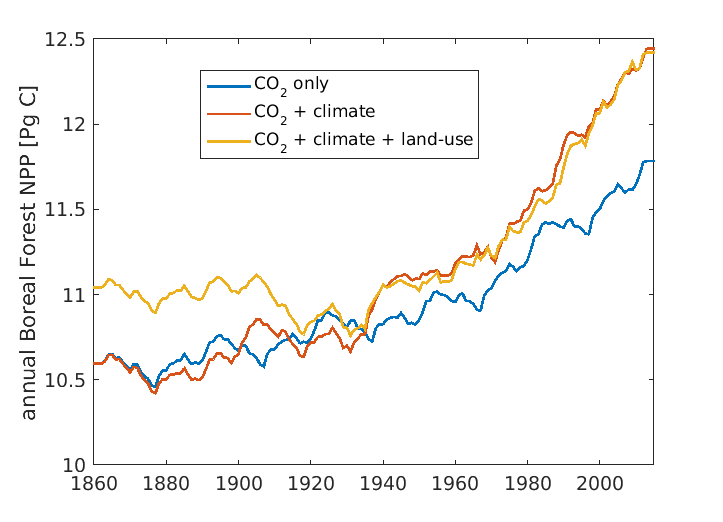 12.5
12
11.5
11
10.5
10
annual Boreal Forest NPP [Pg C]
CO2 only
CO2 + climate
CO2 + climate + land-use
1860 1880 1900 1920 1940 1960 1980 2000